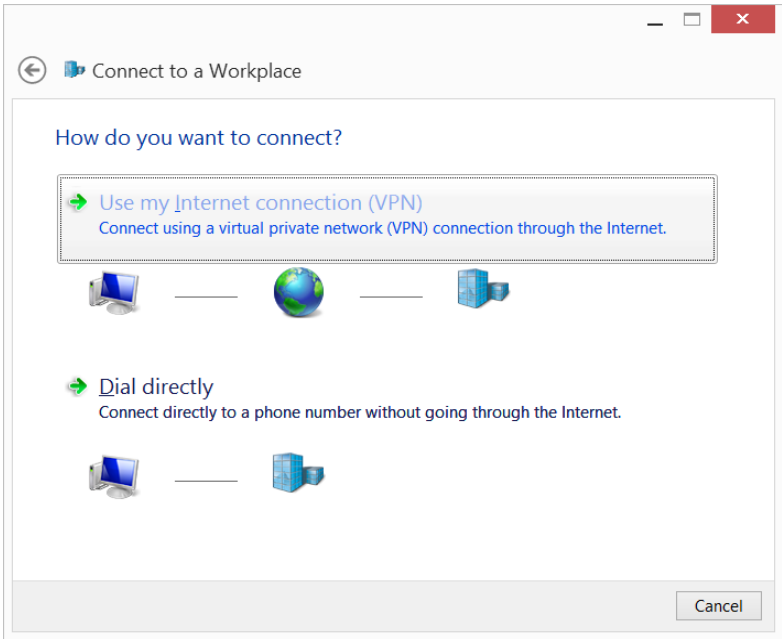 Connect to a Workplace
How do you want to connect?
Use my Internet connection (VPN)
Connect using a virtual private network (VPN) connection through the Internet.
Dial directly
Connect directly to a phone number without going through the Internet.
Cancel